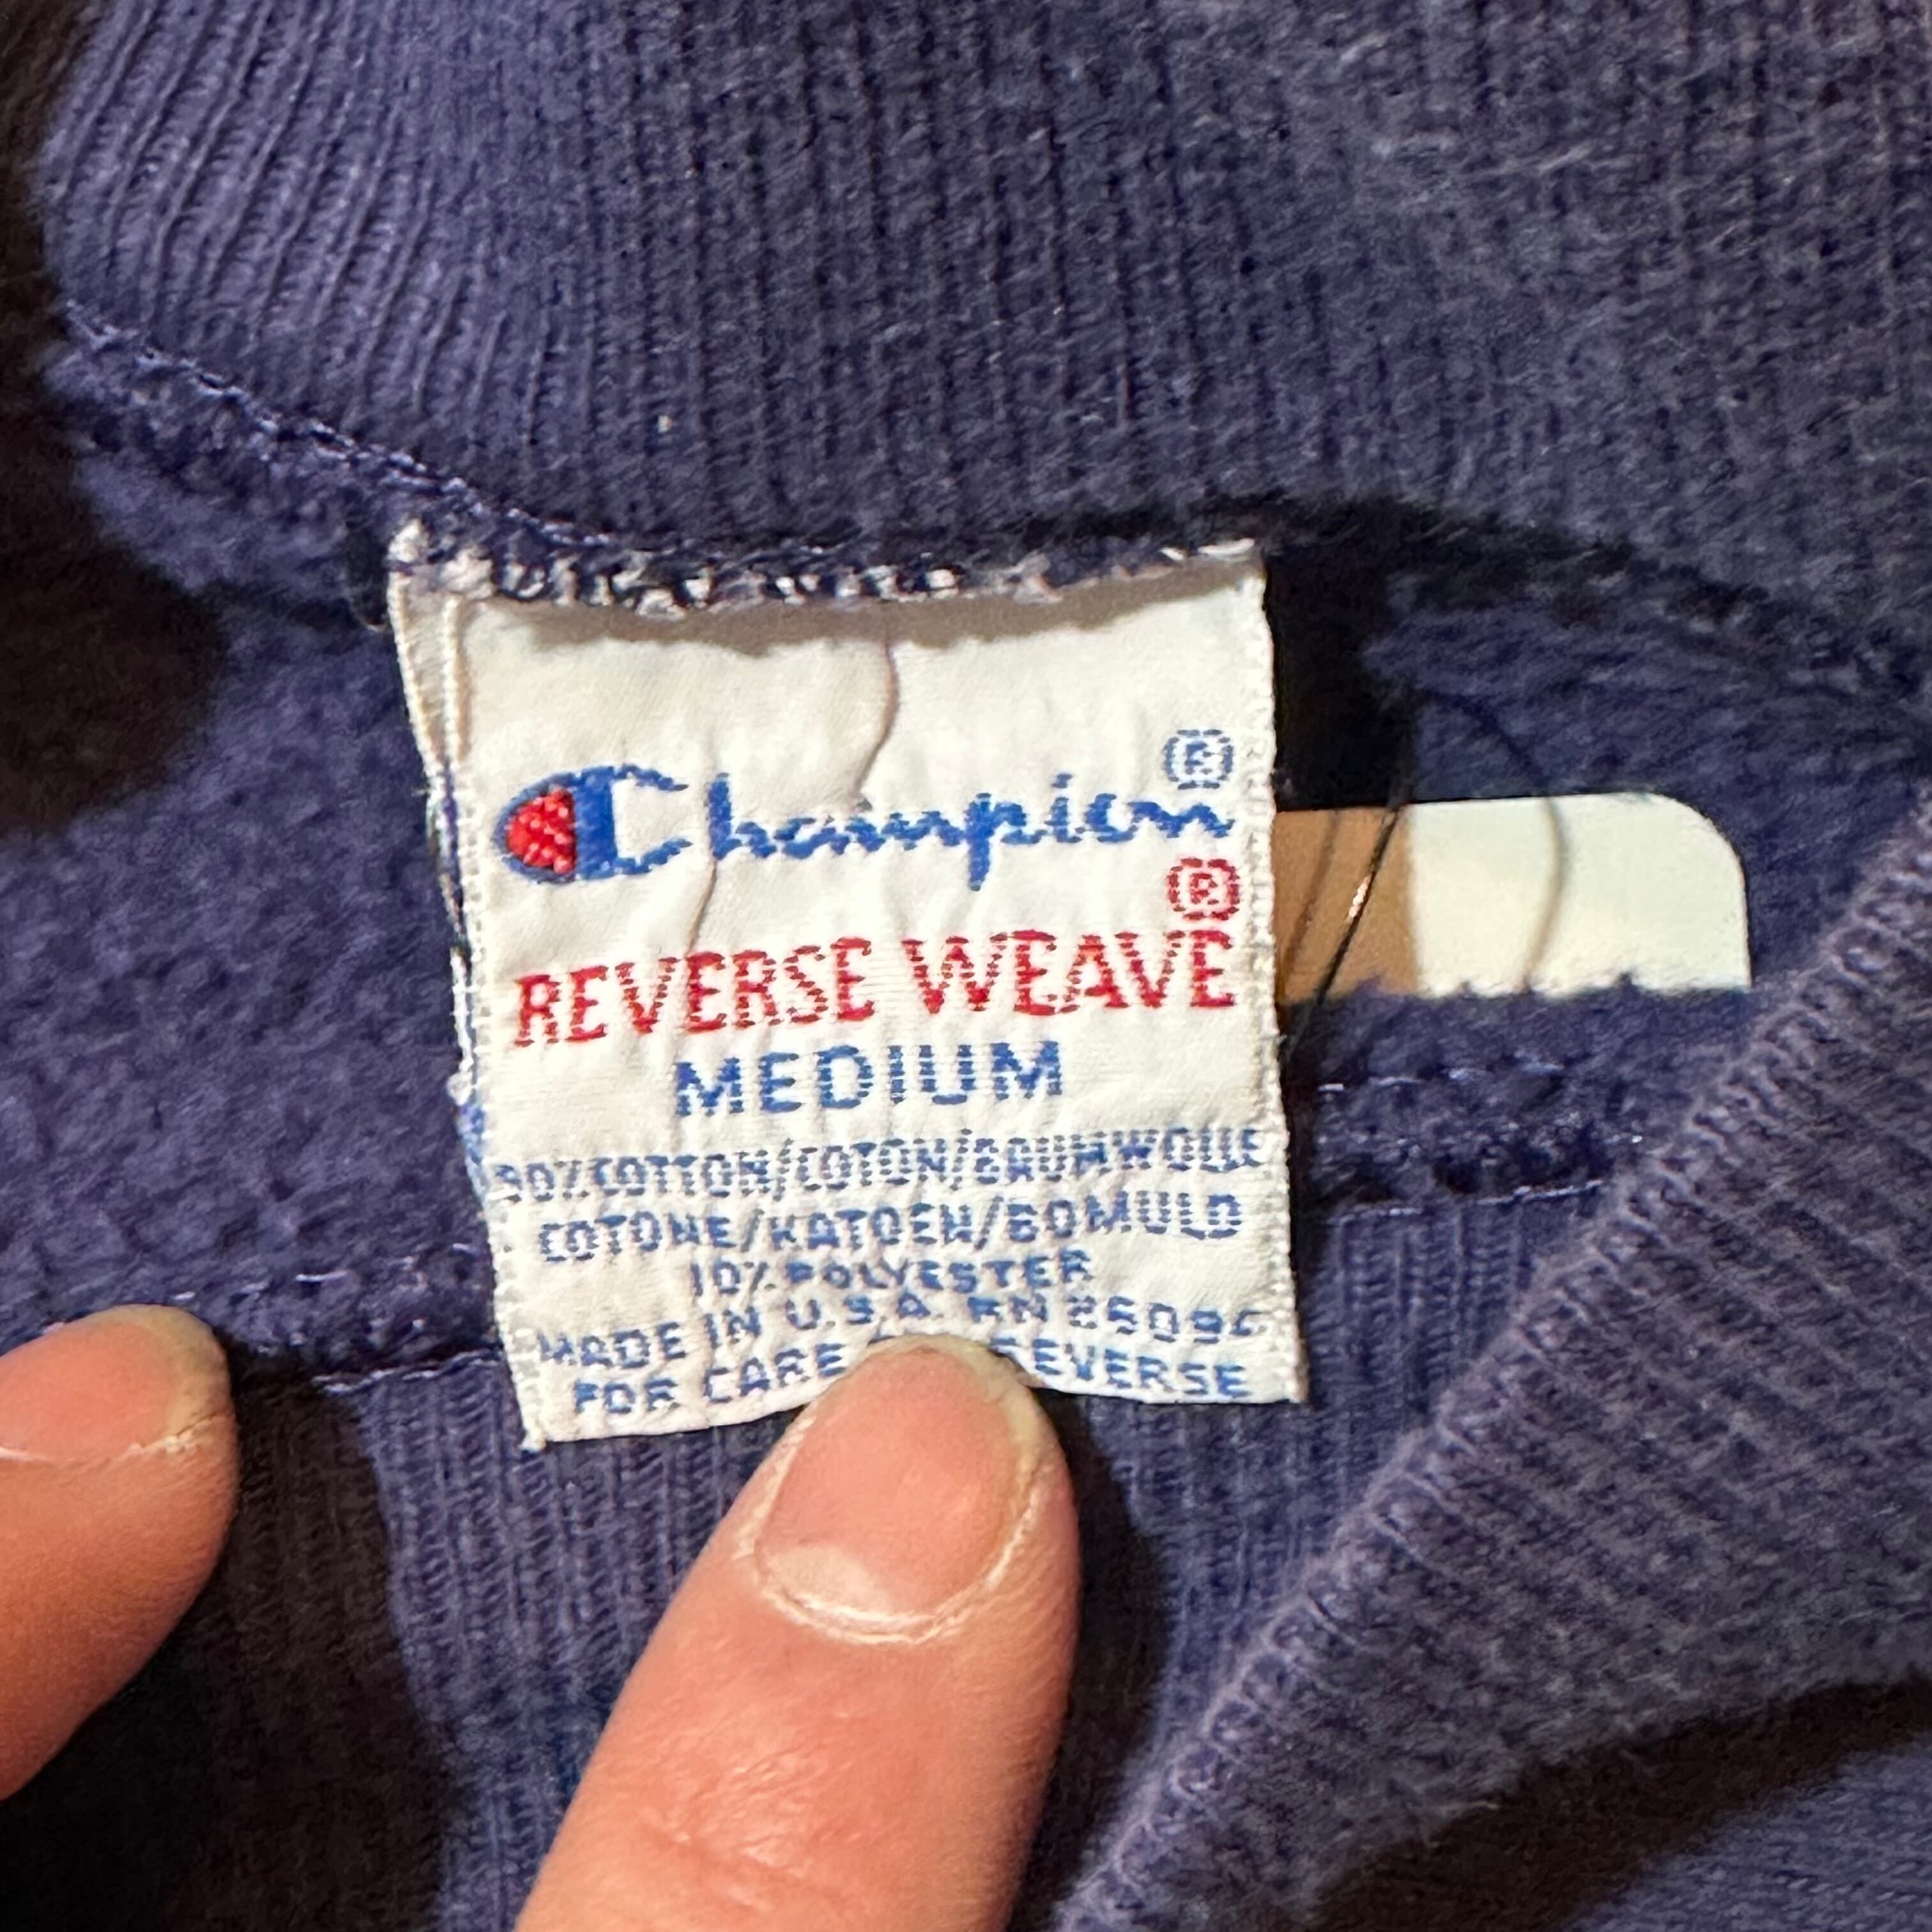 Champion®
®
REVERSE WEAVE
MEDIUM
90% COTTON/COTON/BAUMWOLLE
COTONE/KATOEN/BOMULD
10% POLYESTER
MADE IN U.S.A. RN 26094
FOR CARE REVERSE